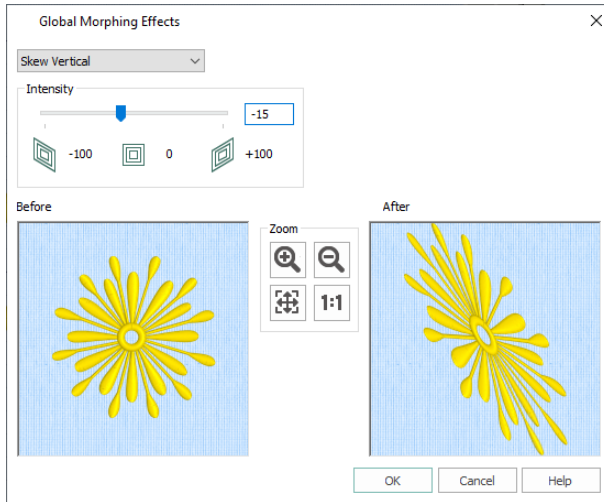 Global Morphing Effects
Skew Vertical
Intensity
-15
-100 0 +100
Before
Zoom
After
1:1
OK Cancel Help